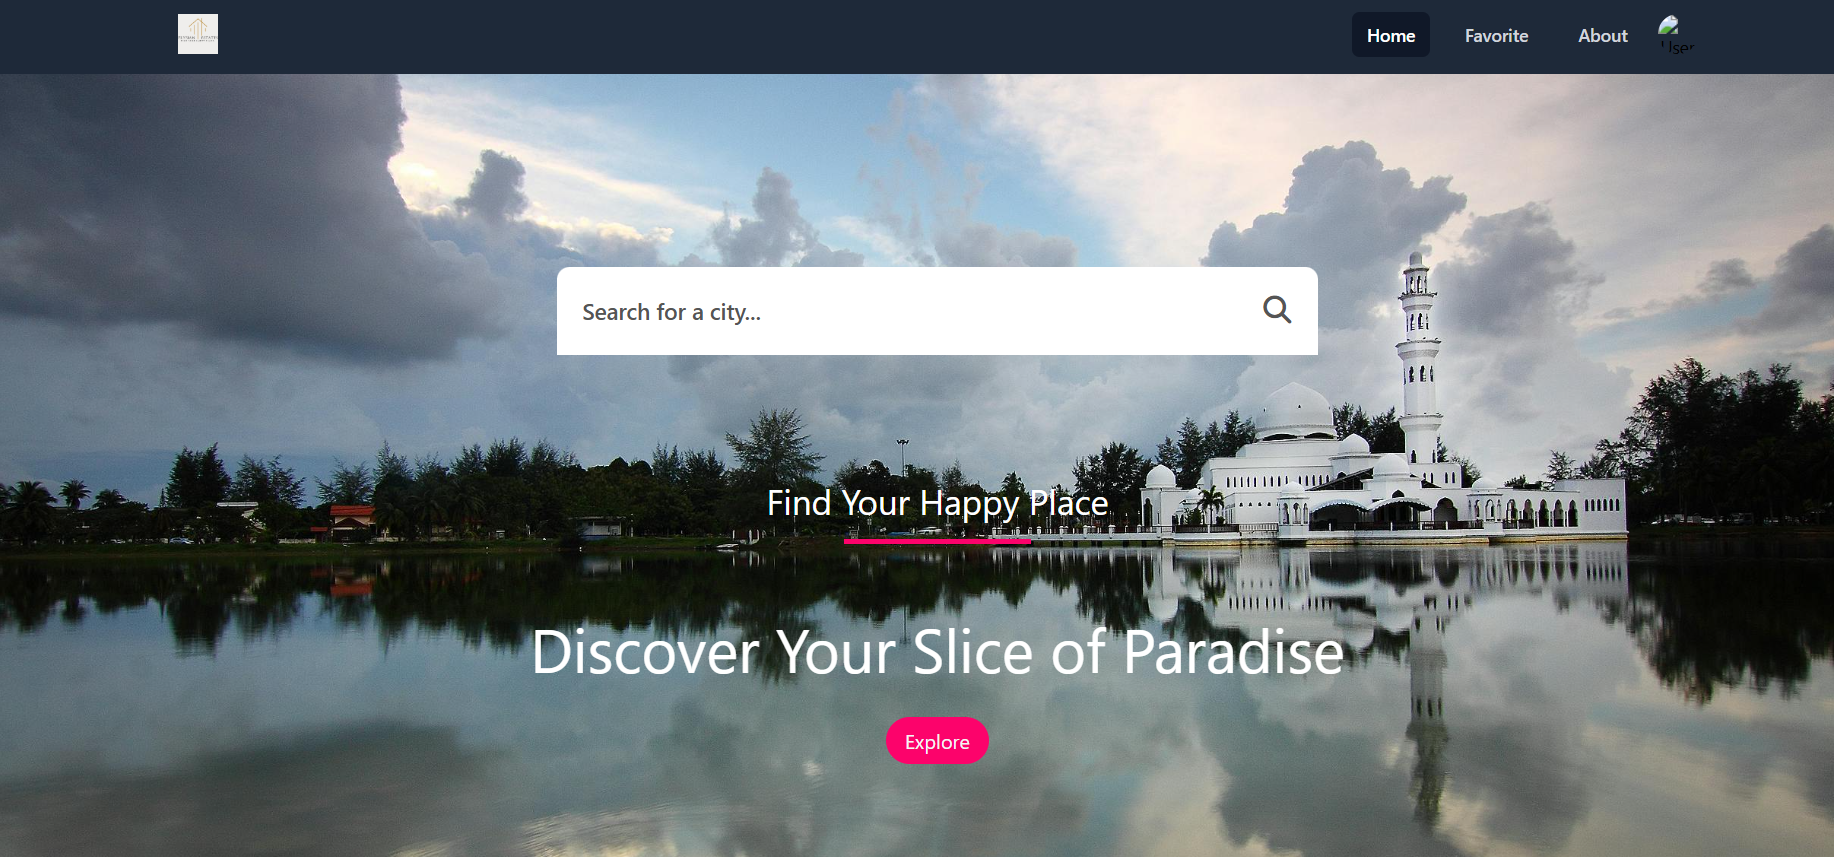 Home
Favorite
About
User
Search for a city...
Find Your Happy Place
Discover Your Slice of Paradise
Explore